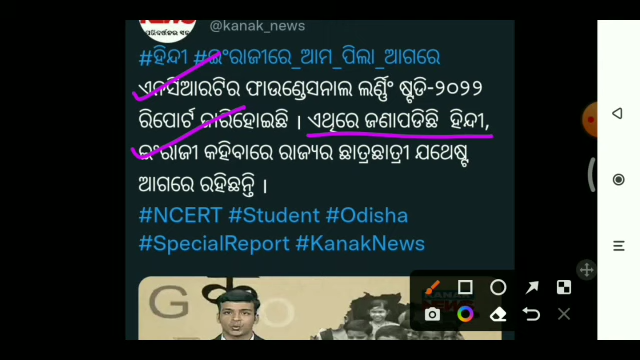 @kanak_news
#ହିନ୍ଦୀ #ଇଂରାଜୀରେ_ଆମ_ପିଲା_ଆଗରେ
ଏନସିଆରଟିର ଫାଉଣ୍ଡେସନାଲ ଲର୍ଣ୍ଣିଂ ଷ୍ଟଡି-୨୦୨୨
ରିପୋର୍ଟ ଜାରିହୋଇଛି । ଏଥିରେ ଜଣାପଡିଛି ହିନ୍ଦୀ,
ଇଂରାଜୀ କହିବାରେ ରାଜ୍ୟର ଛାତ୍ରଛାତ୍ରୀ ଯଥେଷ୍ଟ
ଆଗରେ ରହିଛନ୍ତି ।
#NCERT #Student #Odisha
#SpecialReport #KanakNews
G